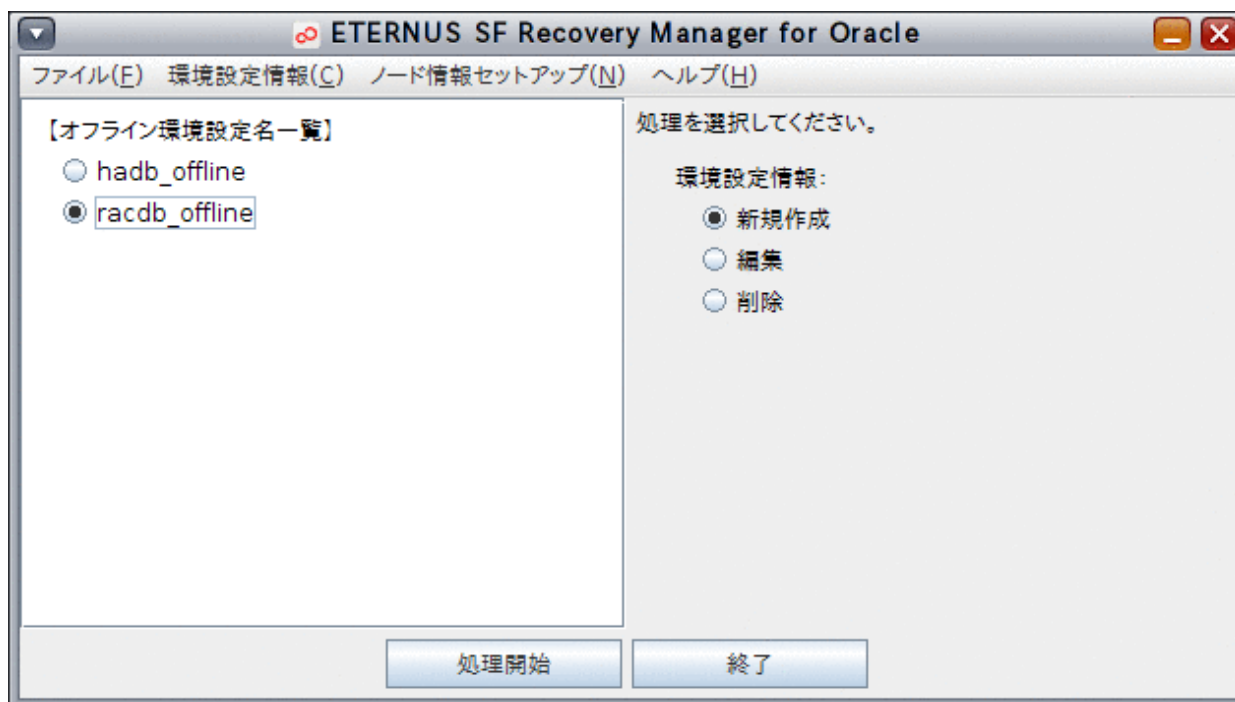 ETERNUS SF Recovery Manager for Oracle
ファイル(F) 環境設定情報(C) ノード情報セットアップ(N) ヘルプ(H)
【オフライン環境設定名一覧】
hadb_offline
racdb_offline
処理を選択してください。
環境設定情報:
新規作成
編集
削除
処理開始
終了